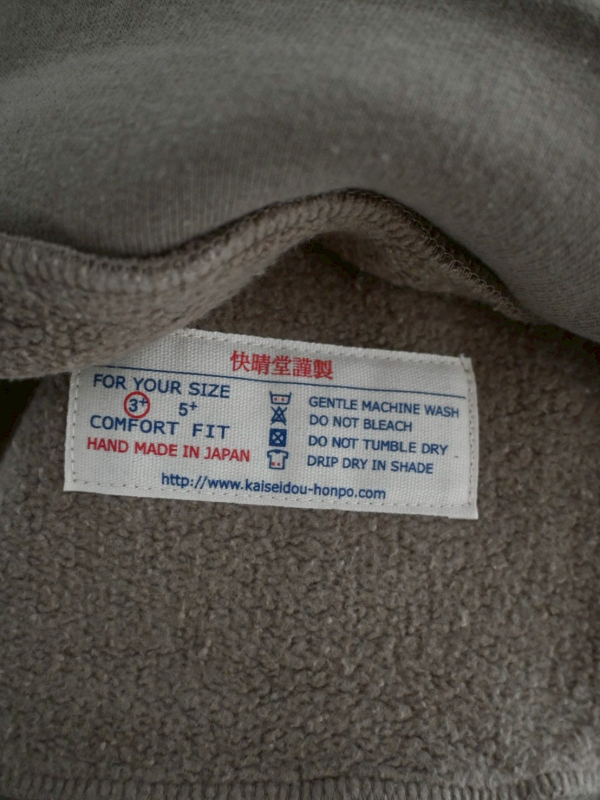 快晴堂謹製
FOR YOUR SIZE
3+ 5+
COMFORT FIT
HAND MADE IN JAPAN
GENTLE MACHINE WASH
DO NOT BLEACH
DO NOT TUMBLE DRY
DRIP DRY IN SHADE
http://www.kaiseidou-honpo.com